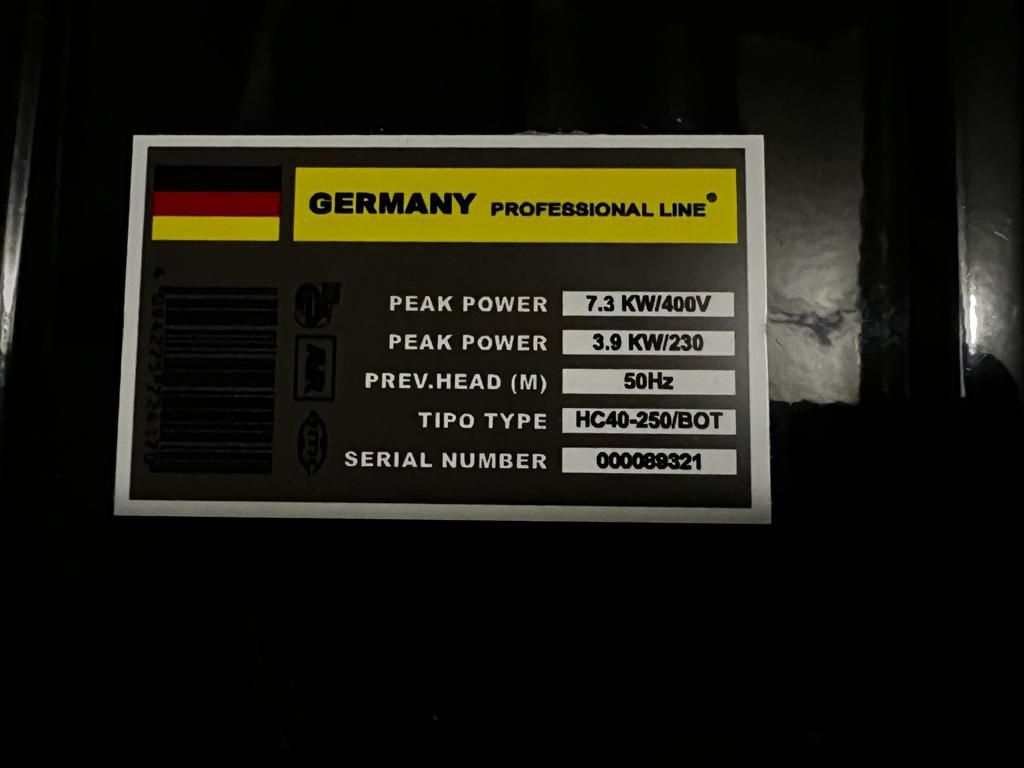 GERMANY PROFESSIONAL LINE®
PEAK POWER 7.3 KW/400V
PEAK POWER 3.9 KW/230
PREV.HEAD (M) 50Hz
TIPO TYPE HC40-250/BOT
SERIAL NUMBER 000089321